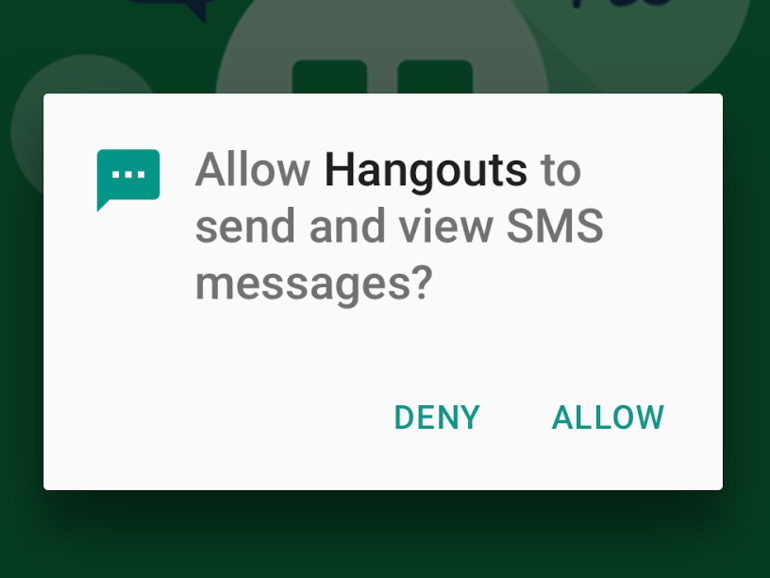 Allow Hangouts to
send and view SMS
messages?
DENY ALLOW